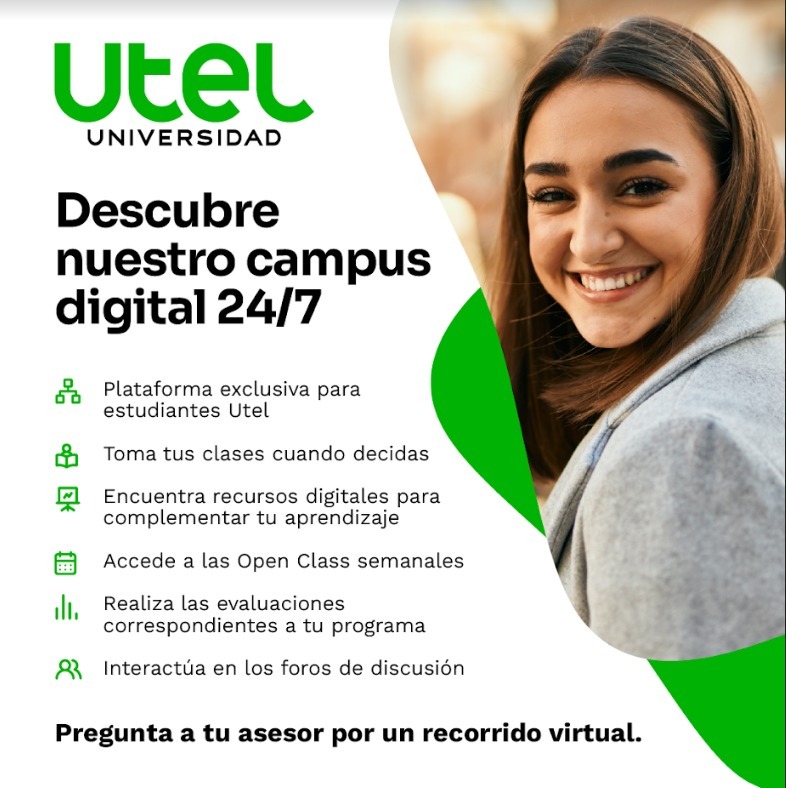 utel
UNIVERSIDAD
Descubre
nuestro campus
digital 24/7
Plataforma exclusiva para
estudiantes Utel
Toma tus clases cuando decidas
Encuentra recursos digitales para
complementar tu aprendizaje
Accede a las Open Class semanales
Realiza las evaluaciones
correspondientes a tu programa
Interactúa en los foros de discusión
Pregunta a tu asesor por un recorrido virtual.